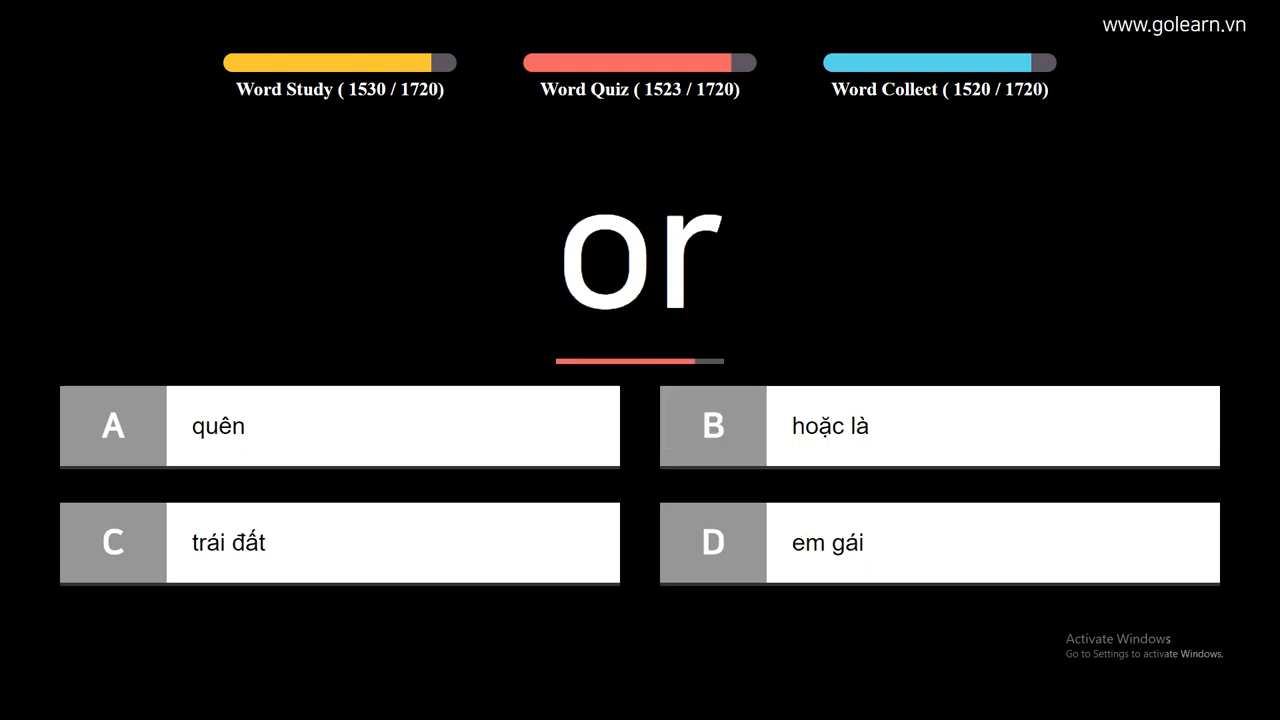 www.golearn.vn
Word Study ( 1530 / 1720)
Word Quiz ( 1523 / 1720)
Word Collect ( 1520 / 1720)
or
A
quên
B
hoặc là
C
trái đất
D
em gái
Activate Windows
Go to Settings to activate Windows.